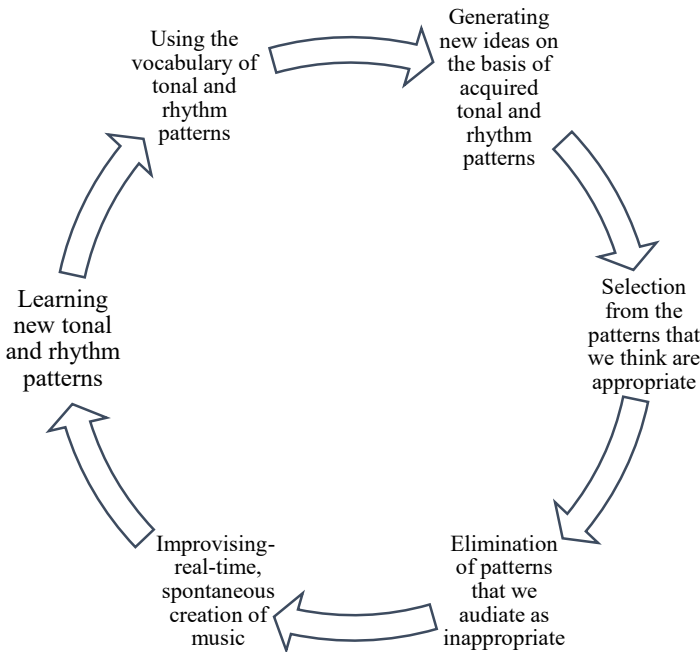 Using the
vocabulary of
tonal and
rhythm
patterns
Generating
new ideas on
the basis of
acquired
tonal and
rhythm
patterns
Selection
from the
patterns that
we think are
appropriate
Elimination
of patterns
that we
audiate as
inappropriate
Improvising-
real-time,
spontaneous
creation of
music
Learning
new tonal
and rhythm
patterns